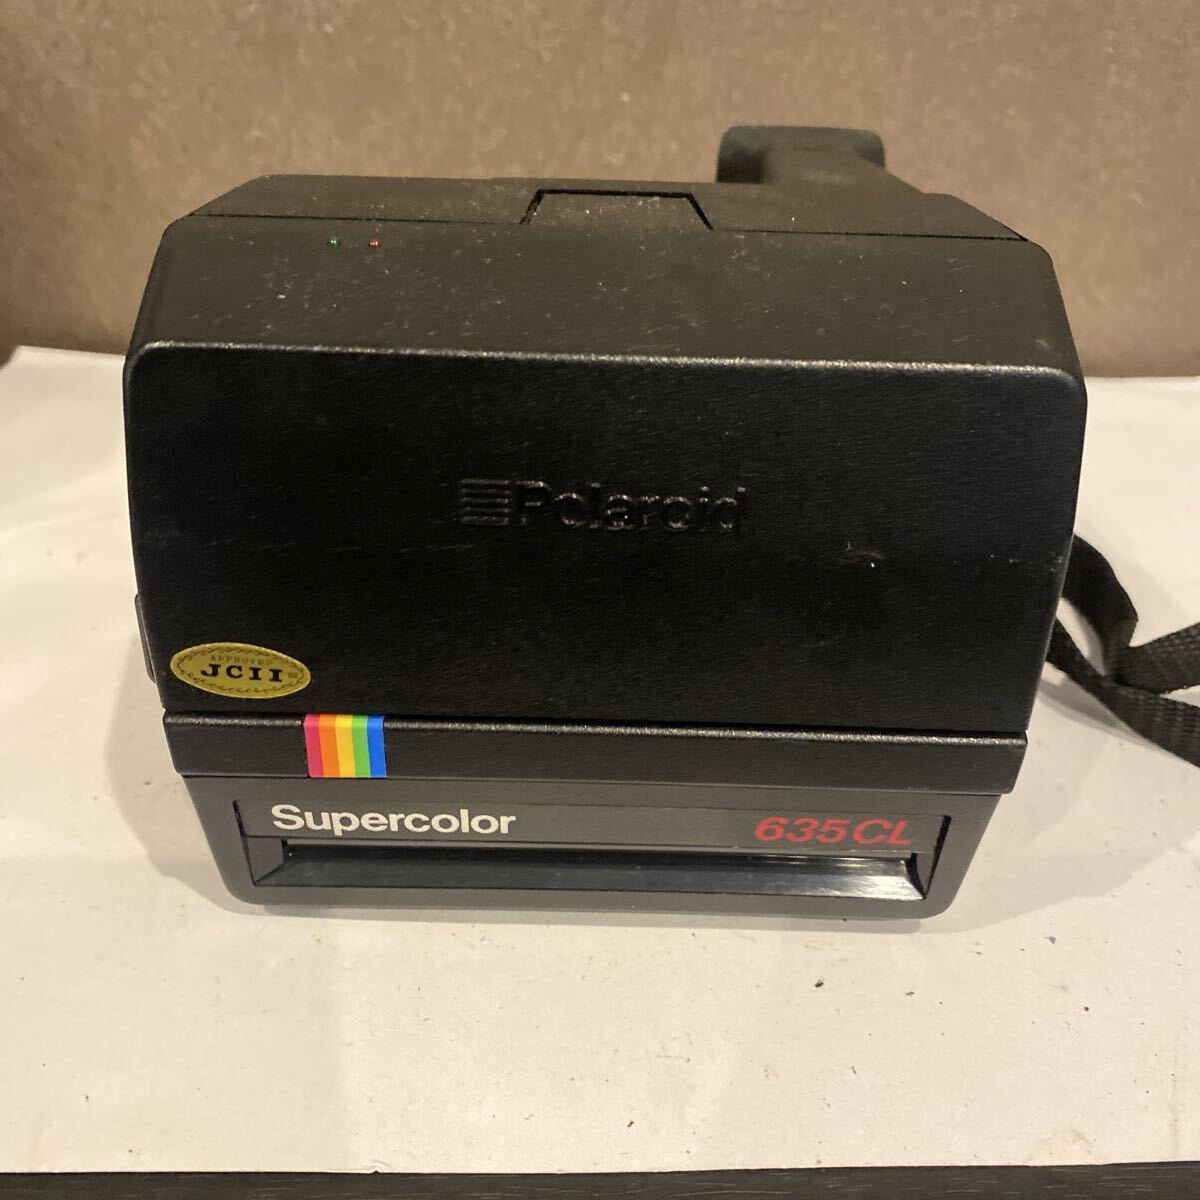 Polaroid
APPROVED
JCII
Supercolor
635CL